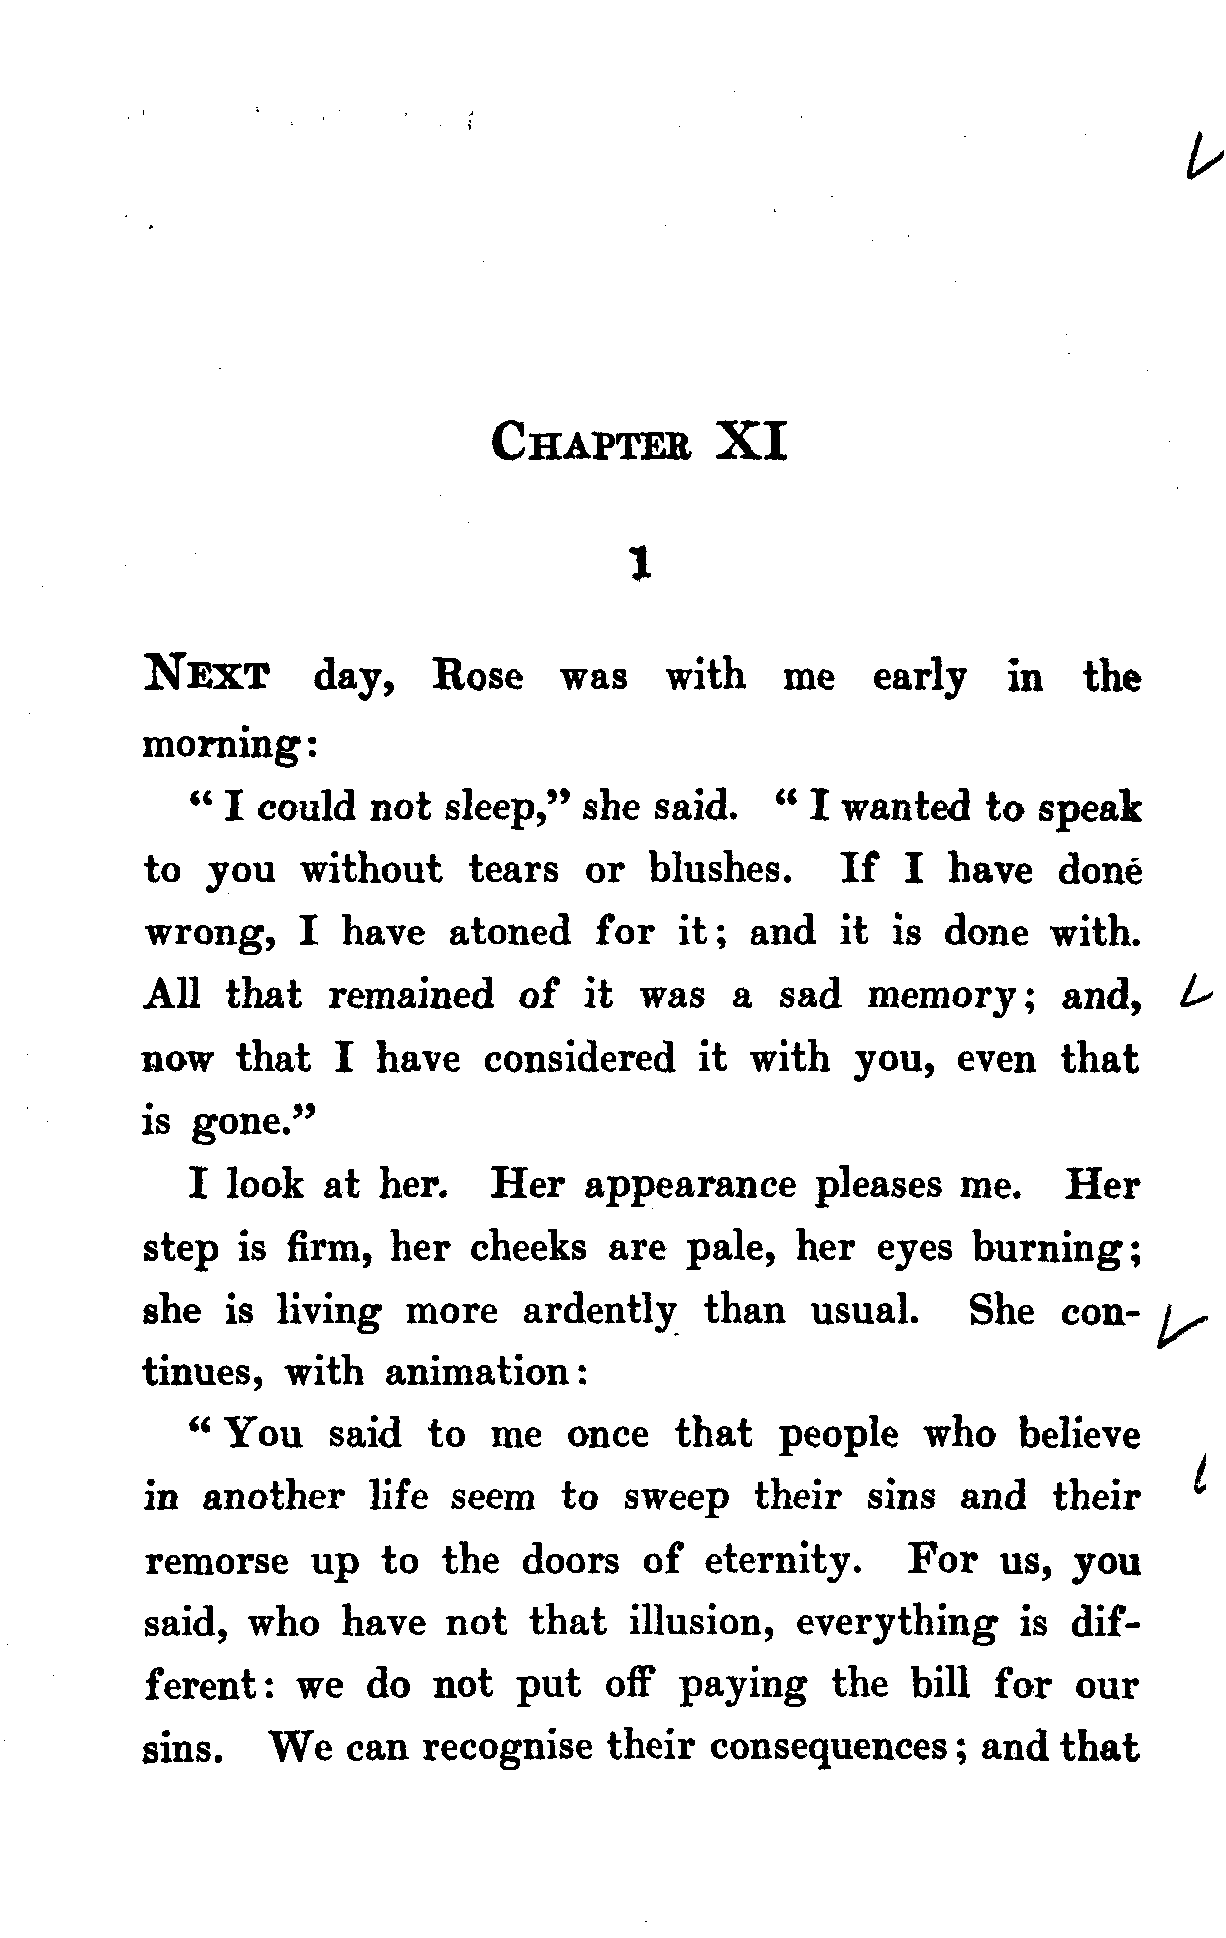 CHAPTER XI
1
NEXT day, Rose was with me early in the
morning:
“ I could not sleep,” she said. “ I wanted to speak
to you without tears or blushes. If I have done
wrong, I have atoned for it; and it is done with.
All that remained of it was a sad memory; and,
now that I have considered it with you, even that
is gone.”
I look at her. Her appearance pleases me. Her
step is firm, her cheeks are pale, her eyes burning;
she is living more ardently than usual. She con-
tinues, with animation:
“ You said to me once that people who believe
in another life seem to sweep their sins and their
remorse up to the doors of eternity. For us, you
said, who have not that illusion, everything is dif-
ferent: we do not put off paying the bill for our
sins. We can recognise their consequences; and that